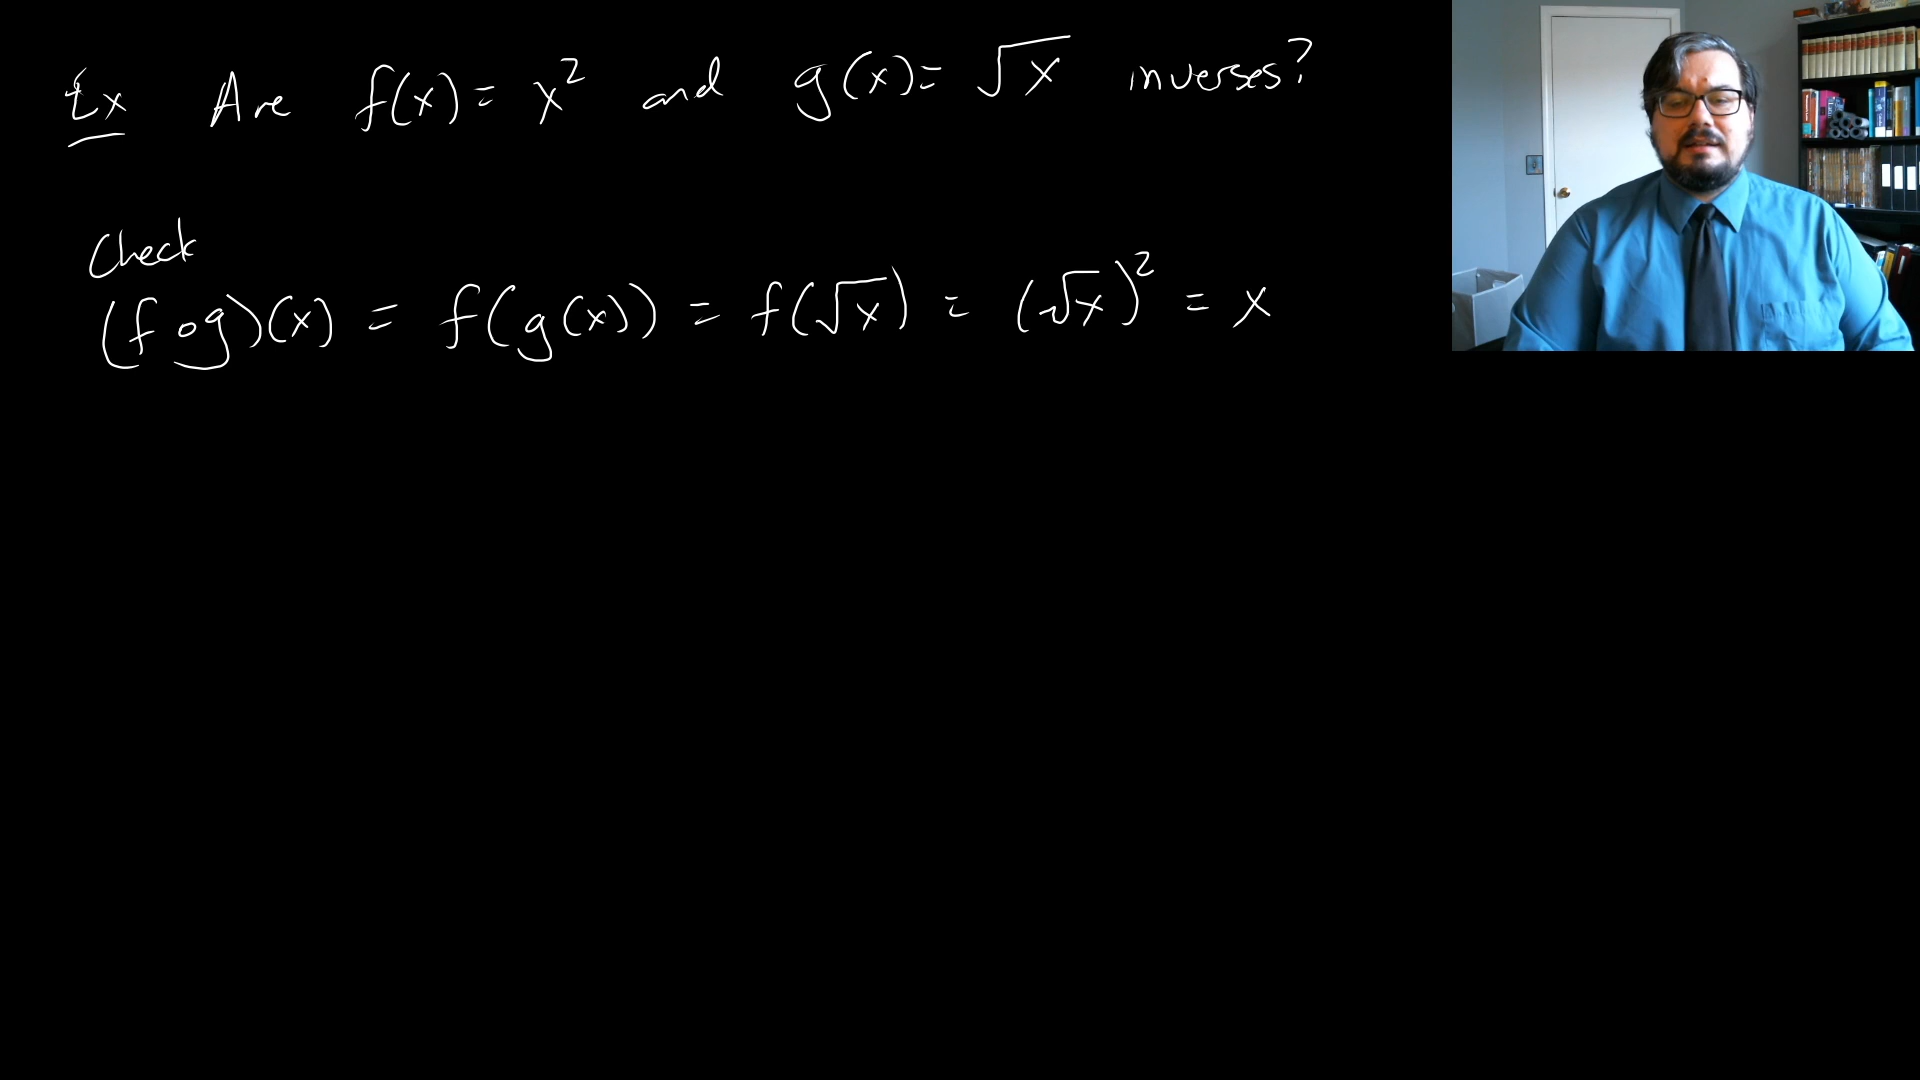 Ex Are f(x) = x² and g(x) = √x inverses?
Check
(f∘g)(x) = f(g(x)) = f(√x) = (√x)² = x